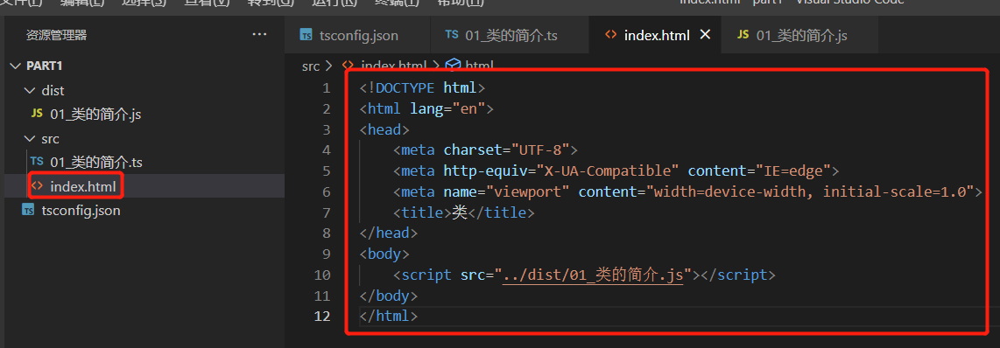 文件(F) 编辑(E) 选择(S) 查看(V) 转到(G) 运行(R) 终端(T) 帮助(H) index.html - part1 - Visual Studio Code
资源管理器 ···
tsconfig.json 01_类的简介.ts index.html 01_类的简介.js
PART1
dist
JS 01_类的简介.js
src
TS 01_类的简介.ts
index.html
tsconfig.json
src > index.html > html
1 <!DOCTYPE html>
2 <html lang="en">
3 <head>
4 <meta charset="UTF-8">
5 <meta http-equiv="X-UA-Compatible" content="IE=edge">
6 <meta name="viewport" content="width=device-width, initial-scale=1.0">
7 <title>类</title>
8 </head>
9 <body>
10 <script src="../dist/01_类的简介.js"></script>
11 </body>
12 </html>